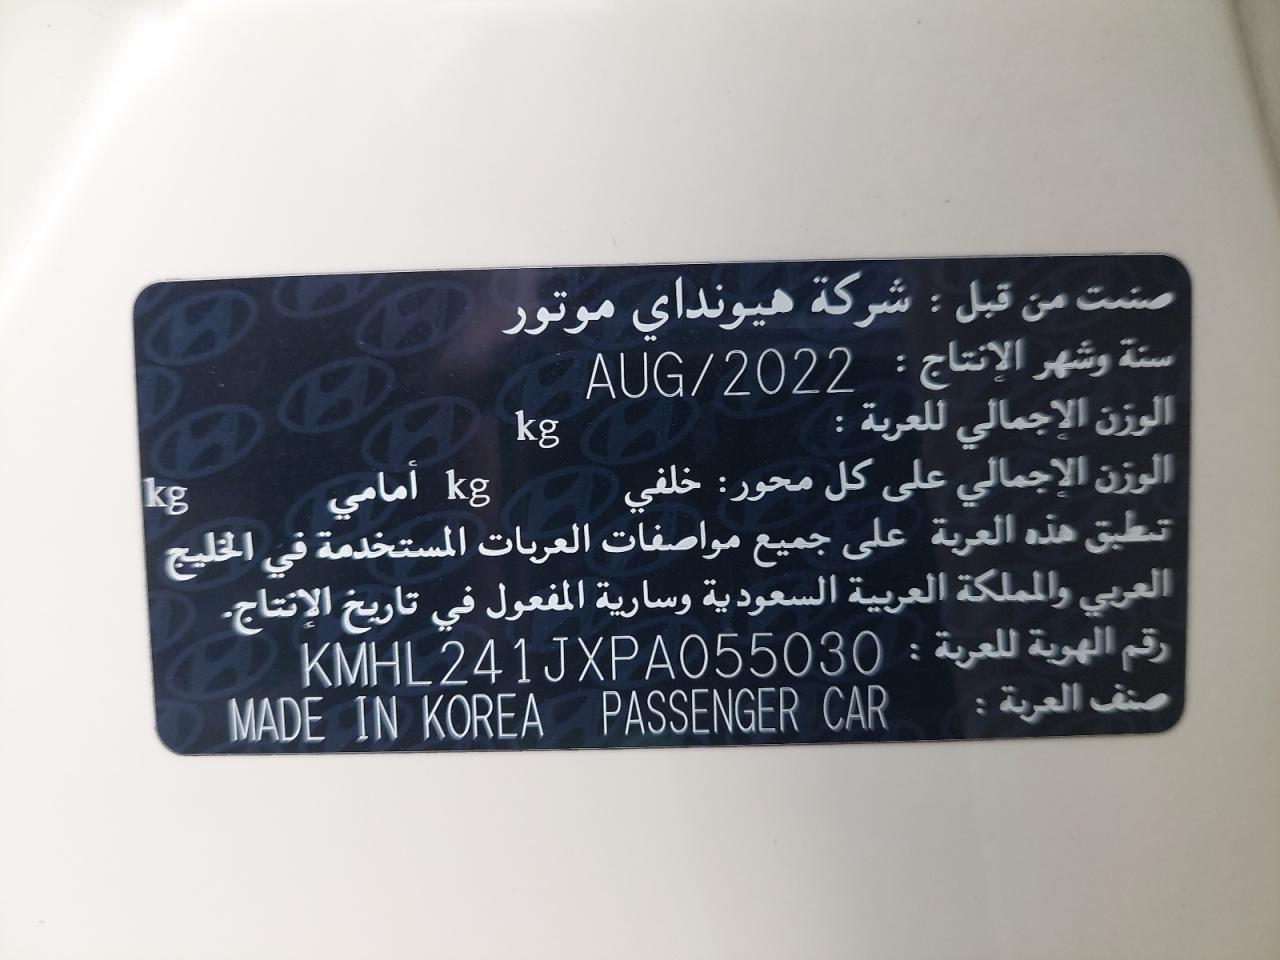 صنعت من قبل : شركة هيونداي موتور
سنة وشهر الإنتاج : AUG/2022
الوزن الإجمالي للعربة : kg
الوزن الإجمالي على كل محور: خلفي kg أمامي kg
تنطبق هذه العربة على جميع مواصفات العربات المستخدمة في الخليج
العربي والمملكة العربية السعودية وسارية المفعول في تاريخ الإنتاج.
رقم الهوية للعربة : KMHL241JXPA055030
صنف العربة : MADE IN KOREA PASSENGER CAR